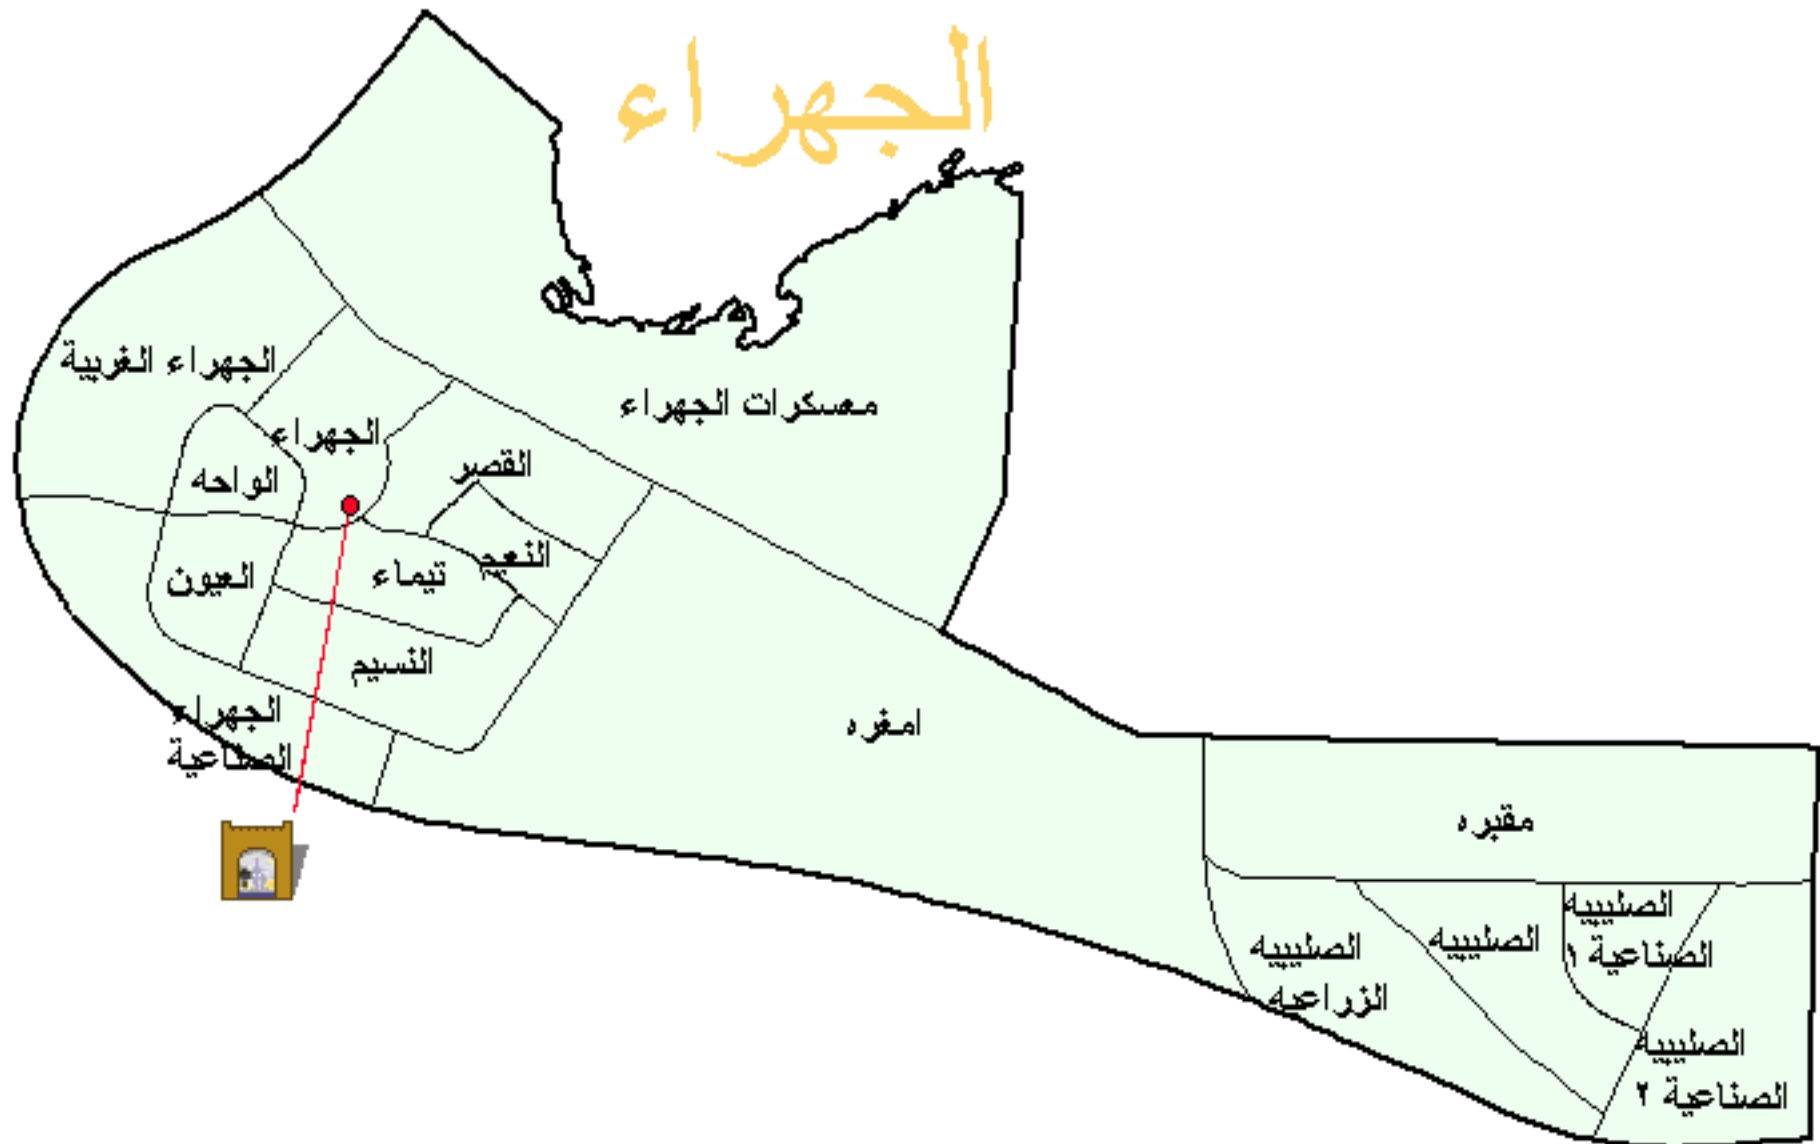 الجهراء
الجهراء الغربية
معسكرات الجهراء
الجهراء
القصر
الواحه
النعيم
تيماء
العيون
النسيم
الجهراء
الصناعية
امغره
مقبره
الصليبيه
الصناعية ١
الصليبيه
الصليبيه
الزراعيه
الصليبيه
الصناعية ٢